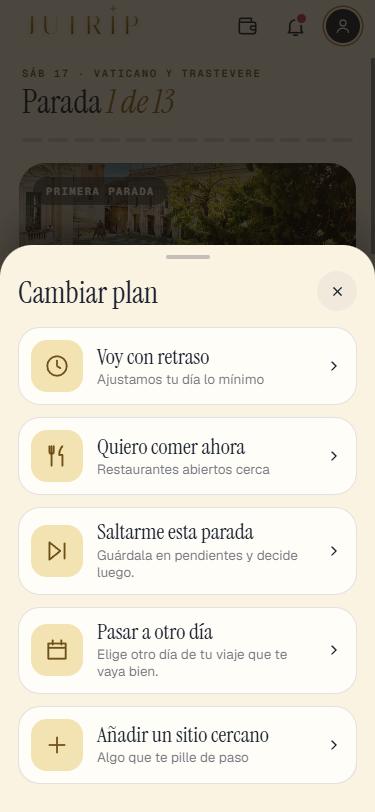 JUTRIP
SÁB 17 · VATICANO Y TRASTEVERE
Parada 1 de 13
PRIMERA PARADA
Cambiar plan
Voy con retraso
Ajustamos tu día lo mínimo
Quiero comer ahora
Restaurantes abiertos cerca
Saltarme esta parada
Guárdala en pendientes y decide
luego.
Pasar a otro día
Elige otro día de tu viaje que te
vaya bien.
Añadir un sitio cercano
Algo que te pille de paso